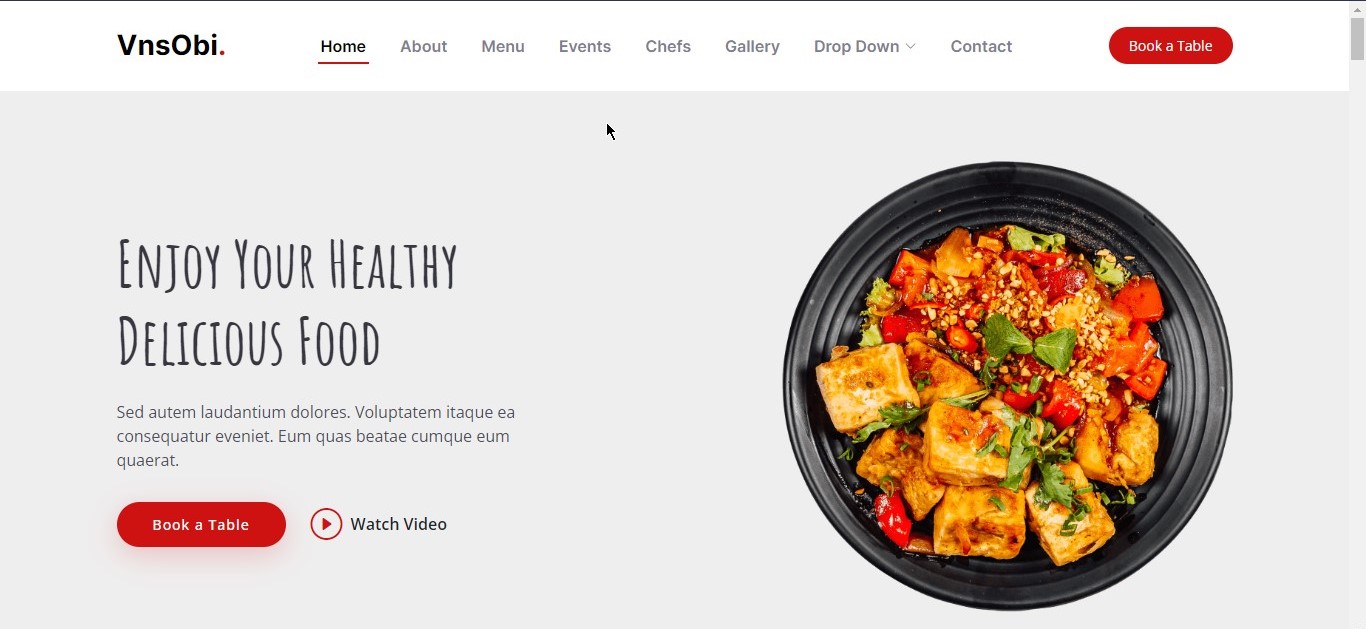 VnsObi.
Home About Menu Events Chefs Gallery Drop Down Contact
Book a Table
Enjoy Your Healthy
Delicious Food
Sed autem laudantium dolores. Voluptatem itaque ea
consequatur eveniet. Eum quas beatae cumque eum
quaerat.
Book a Table
Watch Video